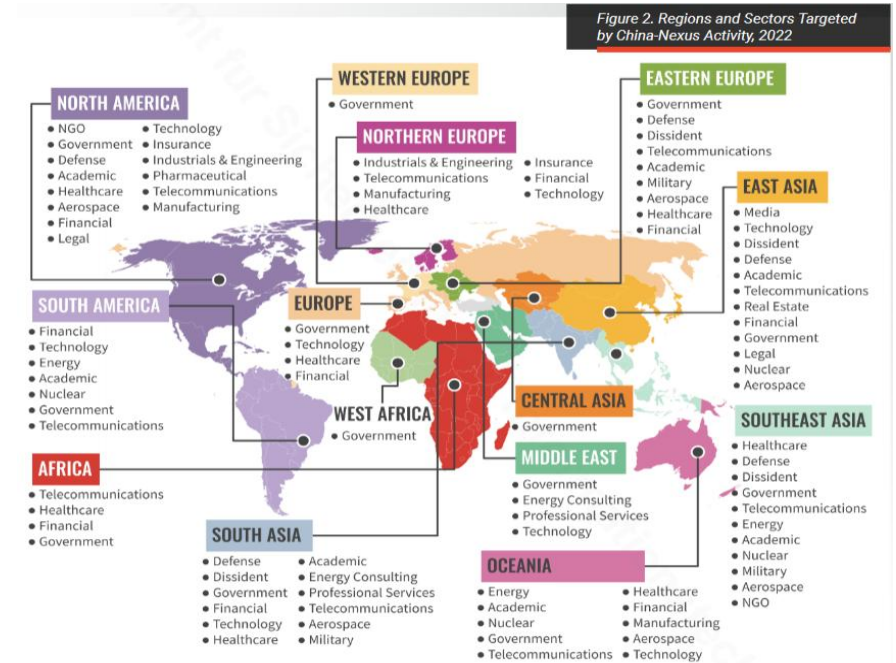 Figure 2. Regions and Sectors Targeted
by China-Nexus Activity, 2022
NORTH AMERICA
• NGO
• Government
• Defense
• Academic
• Healthcare
• Aerospace
• Financial
• Legal
• Technology
• Insurance
• Industrials & Engineering
• Pharmaceutical
• Telecommunications
• Manufacturing
WESTERN EUROPE
• Government
NORTHERN EUROPE
• Industrials & Engineering
• Telecommunications
• Manufacturing
• Healthcare
• Insurance
• Financial
• Technology
EASTERN EUROPE
• Government
• Defense
• Dissident
• Telecommunications
• Academic
• Military
• Aerospace
• Healthcare
• Financial
EAST ASIA
• Media
• Technology
• Dissident
• Defense
• Academic
• Telecommunications
• Real Estate
• Financial
• Government
• Legal
• Nuclear
• Aerospace
SOUTH AMERICA
• Financial
• Technology
• Energy
• Academic
• Nuclear
• Government
• Telecommunications
EUROPE
• Government
• Technology
• Healthcare
• Financial
WEST AFRICA
• Government
CENTRAL ASIA
• Government
AFRICA
• Telecommunications
• Healthcare
• Financial
• Government
MIDDLE EAST
• Government
• Energy Consulting
• Professional Services
• Technology
SOUTHEAST ASIA
• Healthcare
• Defense
• Dissident
• Government
• Telecommunications
• Energy
• Academic
• Nuclear
• Military
• Aerospace
• NGO
SOUTH ASIA
• Defense
• Dissident
• Government
• Financial
• Technology
• Healthcare
• Academic
• Energy Consulting
• Professional Services
• Telecommunications
• Aerospace
• Military
OCEANIA
• Energy
• Academic
• Nuclear
• Government
• Telecommunications
• Healthcare
• Financial
• Manufacturing
• Aerospace
• Technology